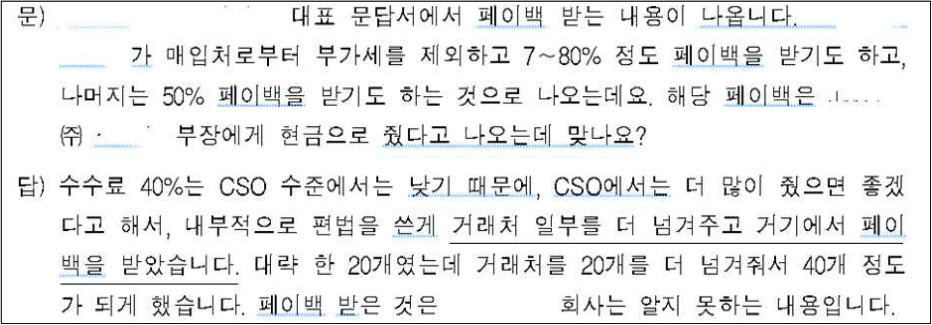 문) 대표 문답서에서 페이백 받는 내용이 나옵니다.
가 매입처로부터 부가세를 제외하고 7~80% 정도 페이백을 받기도 하고,
나머지는 50% 페이백을 받기도 하는 것으로 나오는데요. 해당 페이백은
㈜ 부장에게 현금으로 줬다고 나오는데 맞나요?
답) 수수료 40%는 CSO 수준에서는 낮기 때문에, CSO에서는 더 많이 줬으면 좋겠
다고 해서, 내부적으로 편법을 쓴게 거래처 일부를 더 넘겨주고 거기에서 페이
백을 받았습니다. 대략 한 20개였는데 거래처를 20개를 더 넘겨줘서 40개 정도
가 되게 했습니다. 페이백 받은 것은 회사는 알지 못하는 내용입니다.